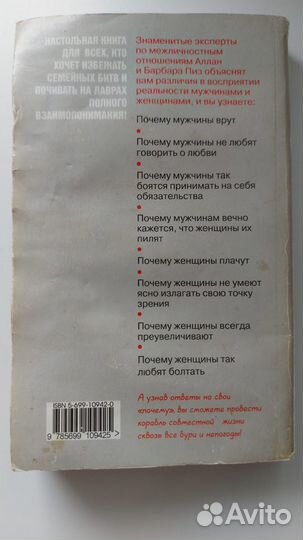 НАСТОЛЬНАЯ КНИГА
ДЛЯ ВСЕХ, КТО
ХОЧЕТ ИЗБЕЖАТЬ
СЕМЕЙНЫХ БИТВ И
ПОЧИВАТЬ НА ЛАВРАХ
ПОЛНОГО
ВЗАИМОПОНИМАНИЯ!
Знаменитые эксперты
по межличностным
отношениям Аллан
и Барбара Пиз объяснят
вам различия в восприятии
реальности мужчинами и
женщинами, и вы узнаете:
Почему мужчины врут
Почему мужчины не любят
говорить о любви
Почему мужчины так
боятся принимать на себя
обязательства
Почему мужчинам вечно
кажется, что женщины их
пилят
Почему женщины плачут
Почему женщины не умеют
ясно излагать свою точку
зрения
Почему женщины всегда
преувеличивают
Почему женщины так
любят болтать
А узнав ответы на свои
«почему», вы сможете провести
корабль совместной жизни
сквозь все бури и непогоды!
ISBN 5-699-10942-0
9 785699 109425 >
Avito